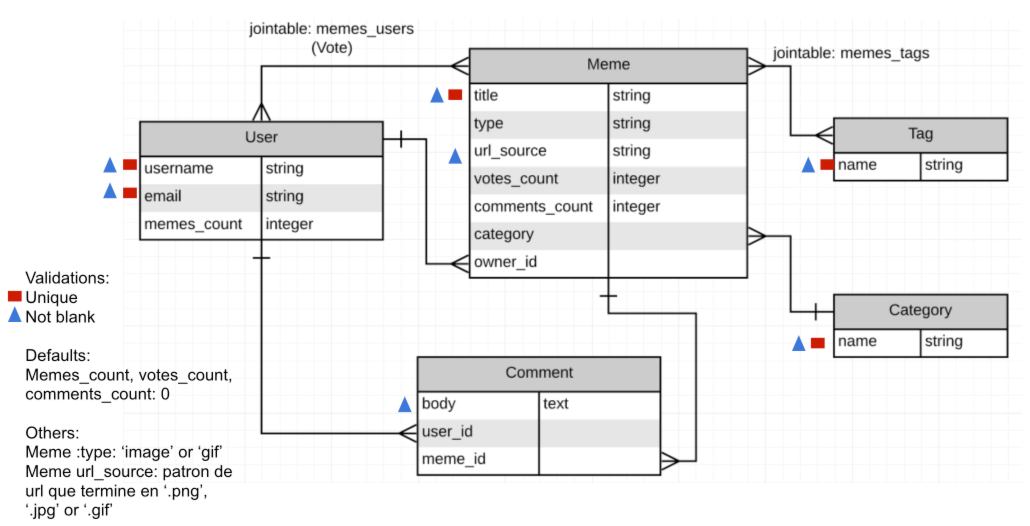 jointable: memes_users
(Vote)
jointable: memes_tags
Meme
title string
type string
url_source string
votes_count integer
comments_count integer
category
owner_id
User
username string
email string
memes_count integer
Tag
name string
Category
name string
Validations:
Unique
Not blank
Defaults:
Memes_count, votes_count,
comments_count: 0
Others:
Meme :type: ‘image’ or ‘gif’
Meme url_source: patron de
url que termine en ‘.png’,
‘.jpg’ or ‘.gif’
Comment
body text
user_id
meme_id